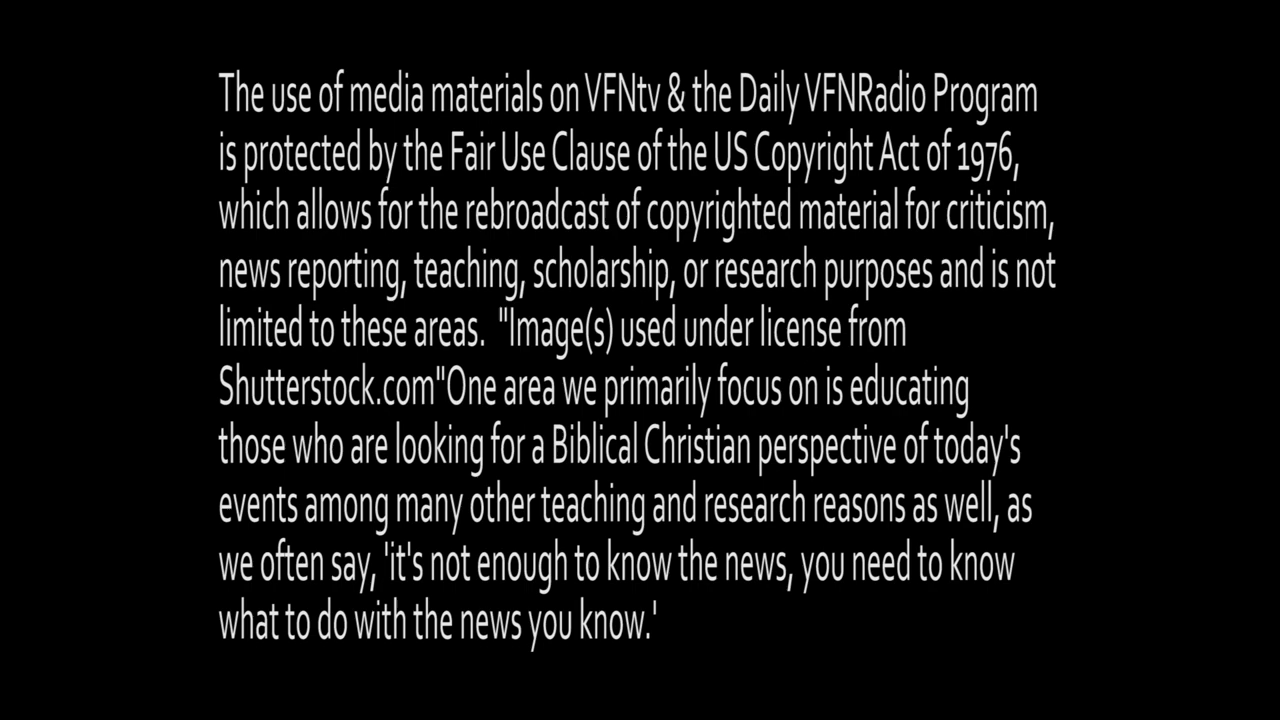 The use of media materials on VFNtv & the Daily VFNRadio Program
is protected by the Fair Use Clause of the US Copyright Act of 1976,
which allows for the rebroadcast of copyrighted material for criticism,
news reporting, teaching, scholarship, or research purposes and is not
limited to these areas.  "Image(s) used under license from
Shutterstock.com"One area we primarily focus on is educating
those who are looking for a Biblical Christian perspective of today's
events among many other teaching and research reasons as well, as
we often say, 'it's not enough to know the news, you need to know
what to do with the news you know.'